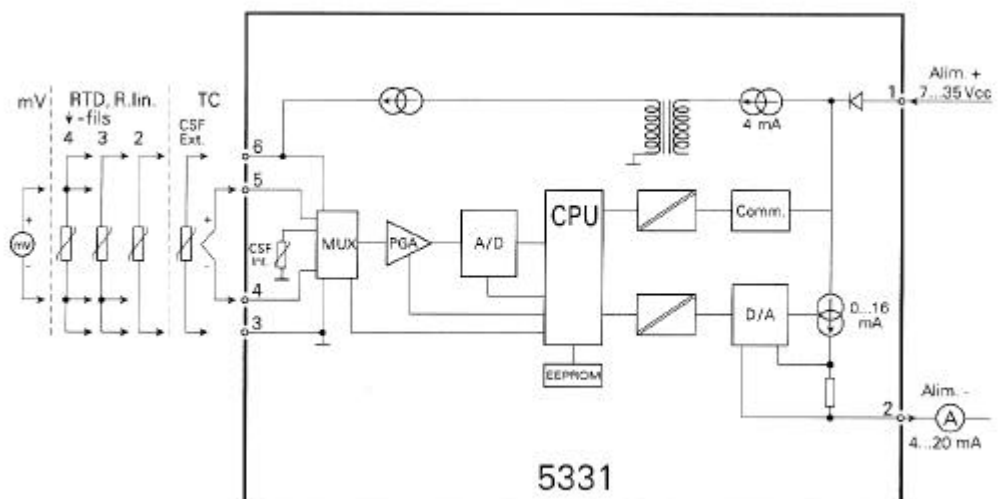 mV
RTD, R.lin.
-fils
4 3 2
TC
CSF
Ext.
6
5
4
3
+
-
mV
+
-
CSF
Int.
MUX
PGA
A/D
CPU
EEPROM
4 mA
Comm.
D/A
0...16
mA
1
Alim. +
7...35 Vcc
2
Alim. -
A
4...20 mA
5331